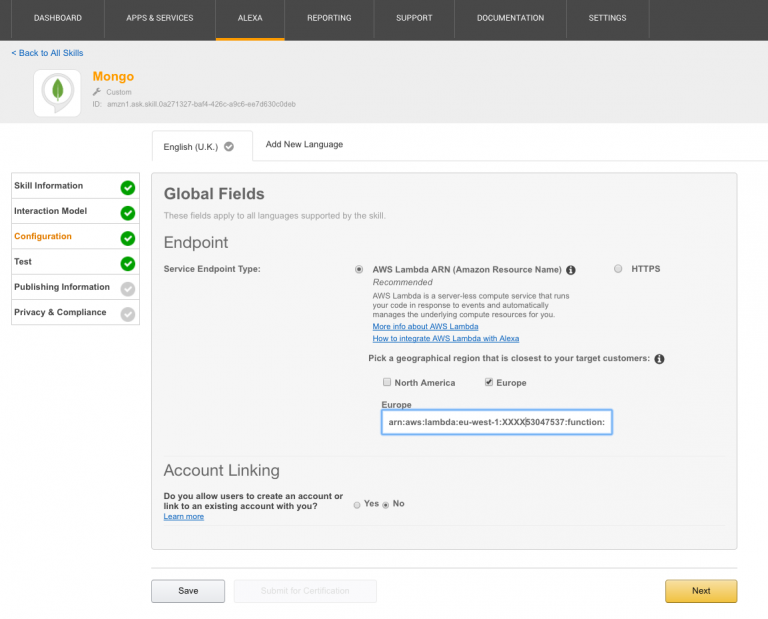 DASHBOARD
APPS & SERVICES
ALEXA
REPORTING
SUPPORT
DOCUMENTATION
SETTINGS
< Back to All Skills
Mongo
Custom
ID: amzn1.ask.skill.0a271327-baf4-426c-a9c6-ee7d630c0deb
English (U.K.)
Add New Language
Skill Information
Interaction Model
Configuration
Test
Publishing Information
Privacy & Compliance
Global Fields
These fields apply to all languages supported by the skill.
Endpoint
Service Endpoint Type:
AWS Lambda ARN (Amazon Resource Name)
HTTPS
Recommended
AWS Lambda is a server-less compute service that runs
your code in response to events and automatically
manages the underlying compute resources for you.
More info about AWS Lambda
How to integrate AWS Lambda with Alexa
Pick a geographical region that is closest to your target customers:
North America
Europe
Europe
arn:aws:lambda:eu-west-1:XXXX53047537:function:
Account Linking
Do you allow users to create an account or
link to an existing account with you?
Yes
No
Learn more
Save
Submit for Certification
Next